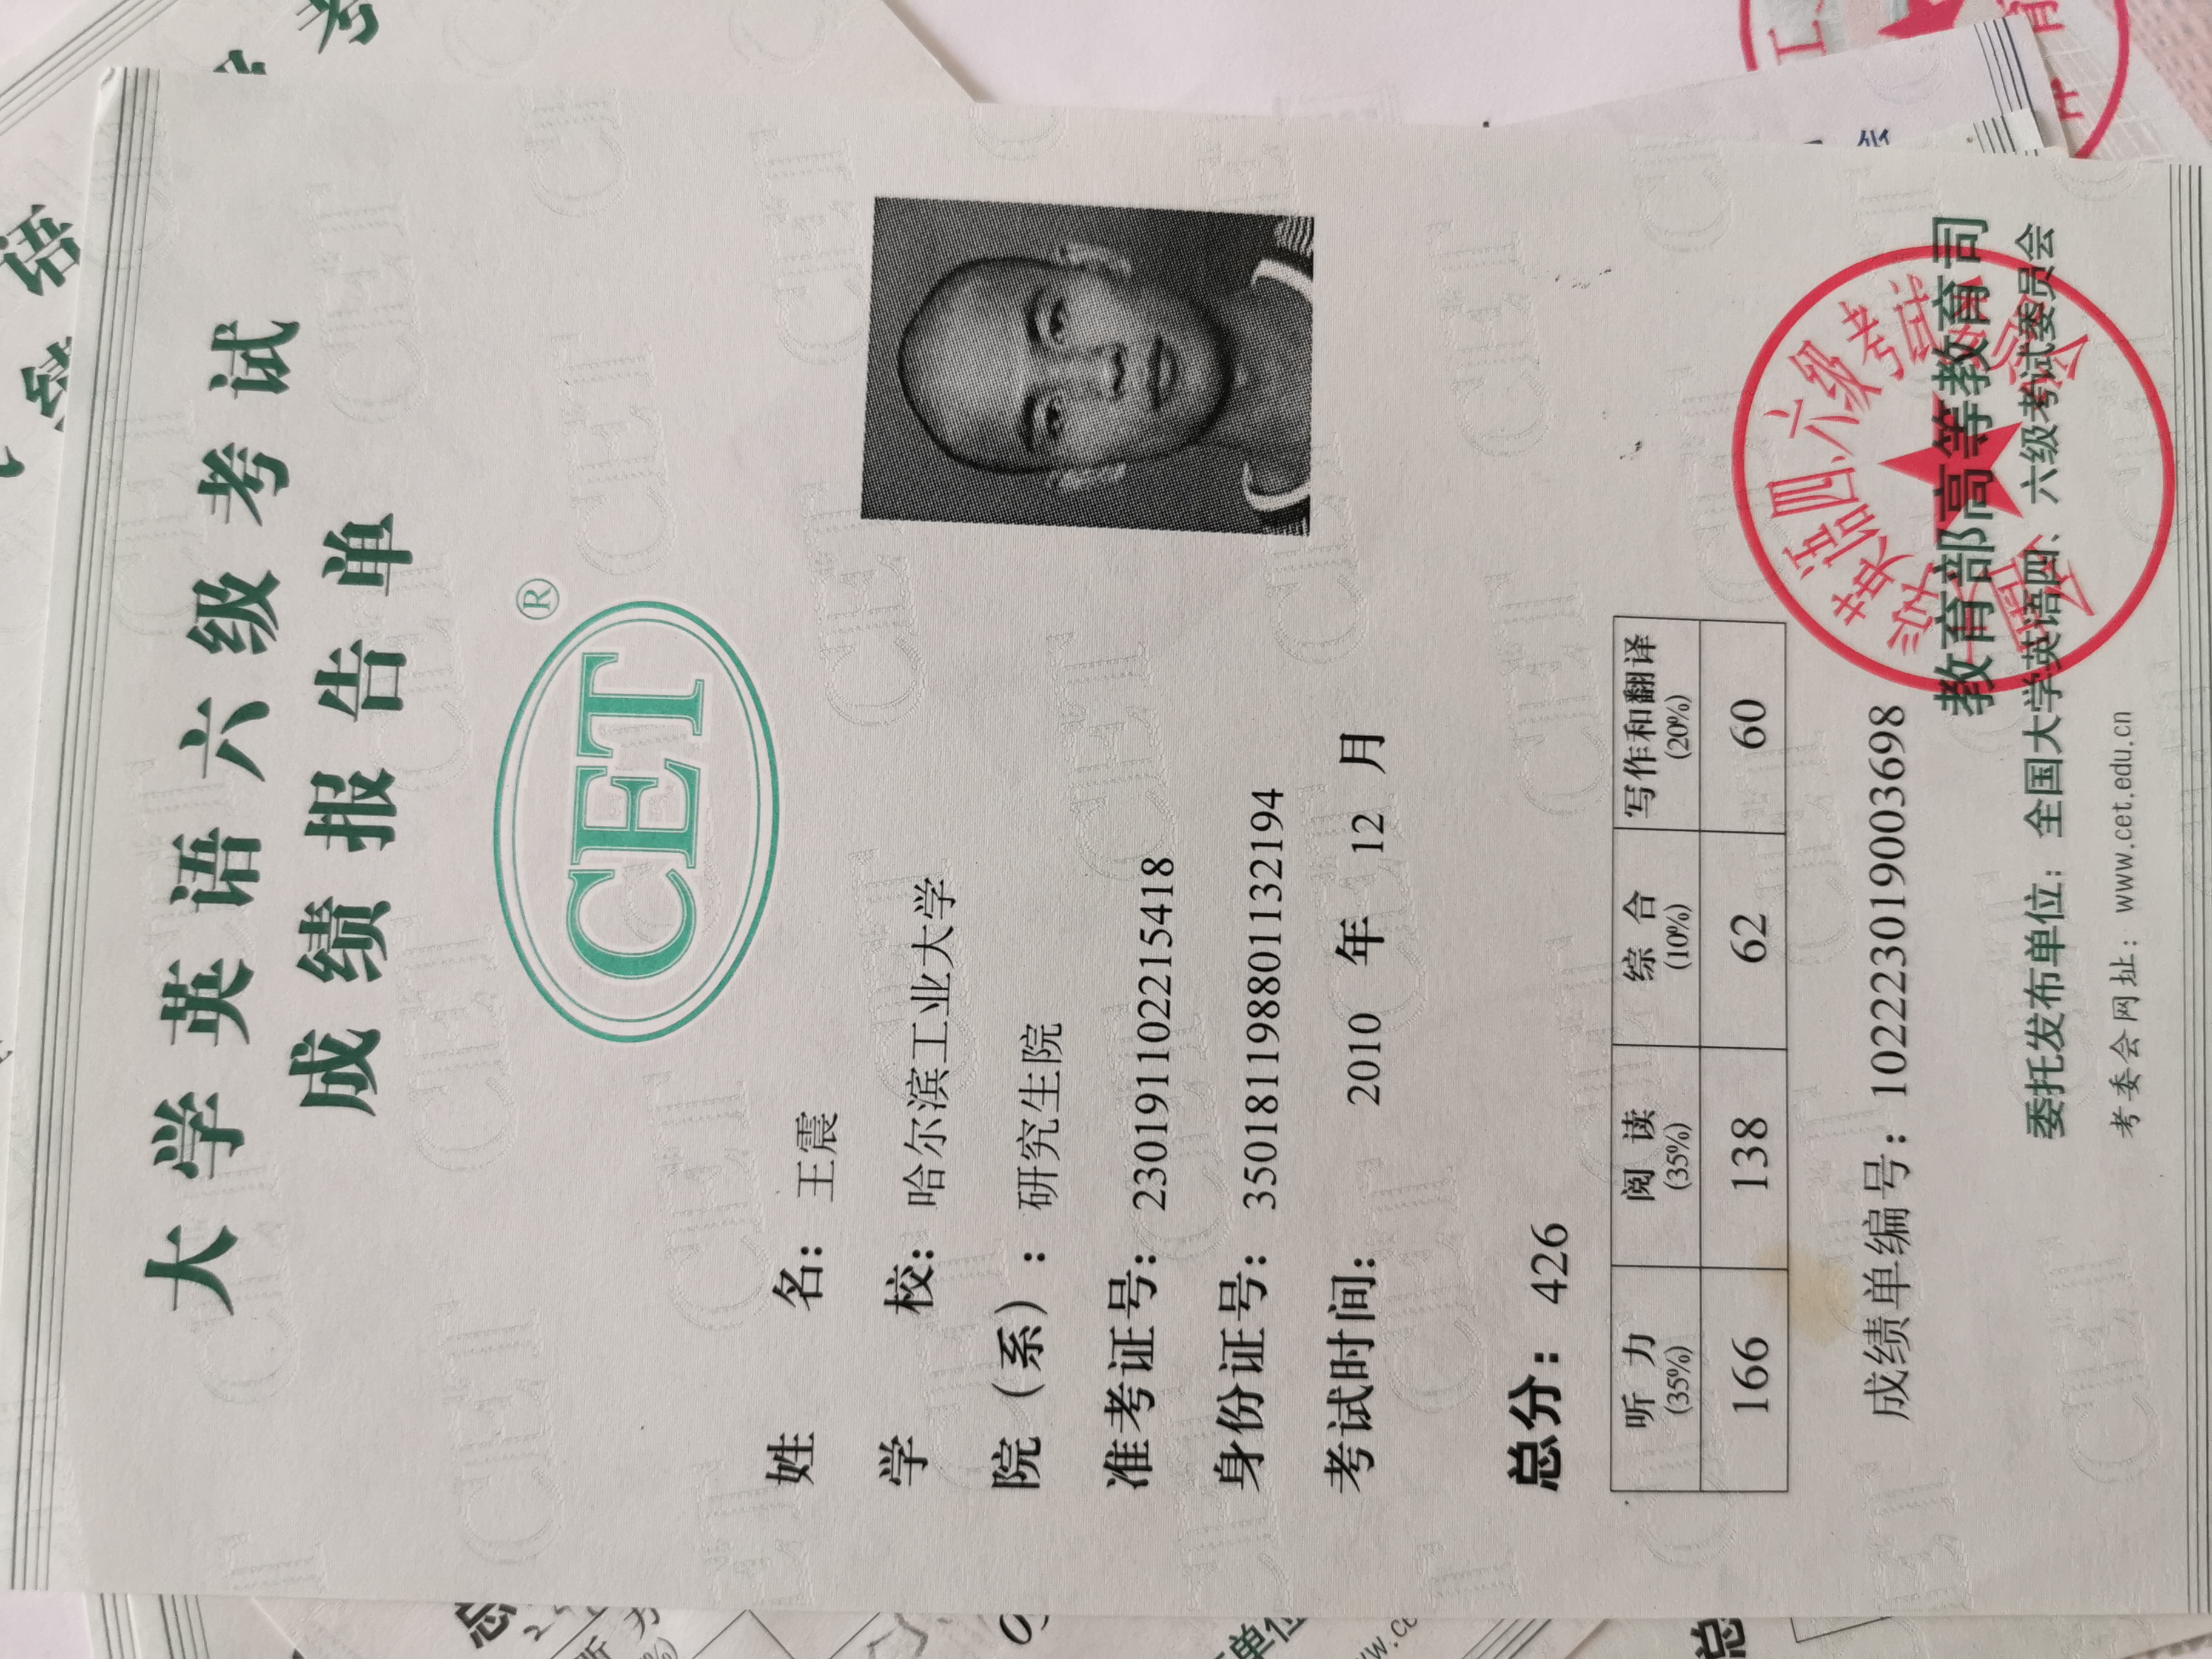 大学英语六级考试
成绩报告单
CET®
姓 名：王震
学 校：哈尔滨工业大学
院（系）：研究生院
准考证号：230191102215418
身份证号：350181198801132194
考试时间： 2010 年 12 月
总分：426
听力 阅读 综合 写作和翻译
(35%) (35%) (10%) (20%)
166 138 62 60
成绩单编号：102223019003698
全国大学英语四、六级考试委员会
教育部高等教育司
委托发布单位：全国大学英语四、六级考试委员会
考委会网址：www.cet.edu.cn